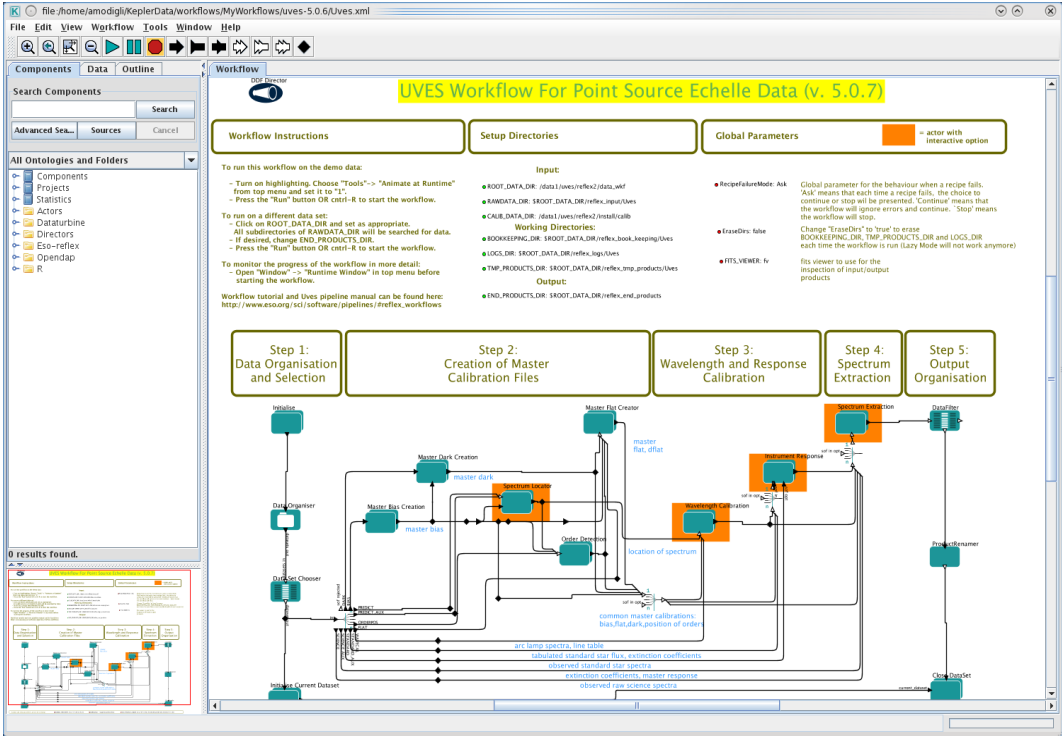 file:/home/amodigli/KeplerData/workflows/MyWorkflows/uves-5.0.6/Uves.xml
File Edit View Workflow Tools Window Help
Components Data Outline
Search Components
Search
Advanced Sea... Sources Cancel
All Ontologies and Folders
Components
Projects
Statistics
Actors
Dataturbine
Directors
Eso-reflex
Opendap
R
0 results found.
Workflow
DDF Director
UVES Workflow For Point Source Echelle Data (v. 5.0.7)
Workflow Instructions
Setup Directories
Global Parameters
= actor with
interactive option
To run this workflow on the demo data:
- Turn on highlighting. Choose "Tools"-> "Animate at Runtime"
from top menu and set it to "1".
- Press the "Run" button OR cntrl-R to start the workflow.
To run on a different data set:
- Click on ROOT_DATA_DIR and set as appropriate.
All subdirectories of RAWDATA_DIR will be searched for data.
- If desired, change END_PRODUCTS_DIR.
- Press the "Run" button OR cntrl-R to start the workflow.
To monitor the progress of the workflow in more detail:
- Open "Window" -> "Runtime Window" in top menu before
starting the workflow.
Workflow tutorial and Uves pipeline manual can be found here:
http://www.eso.org/sci/software/pipelines/#reflex_workflows
Input:
ROOT_DATA_DIR: /data1/uves/reflex2/data_wkf
RAWDATA_DIR: $ROOT_DATA_DIR/reflex_input/Uves
CALIB_DATA_DIR: /data1/uves/reflex2/install/calib
Working Directories:
BOOKKEEPING_DIR: $ROOT_DATA_DIR/reflex_book_keeping/Uves
LOGS_DIR: $ROOT_DATA_DIR/reflex_logs/Uves
TMP_PRODUCTS_DIR: $ROOT_DATA_DIR/reflex_tmp_products/Uves
Output:
END_PRODUCTS_DIR: $ROOT_DATA_DIR/reflex_end_products
RecipeFailureMode: Ask
Global parameter for the behaviour when a recipe fails.
'Ask' means that each time a recipe fails, the choice to
continue or stop wil be presented. 'Continue' means that
the workflow will ignore errors and continue. `Stop' means
the workflow will stop.
EraseDirs: false
Change "EraseDirs" to 'true' to erase
BOOKKEEPING_DIR, TMP_PRODUCTS_DIR and LOGS_DIR
each time the workflow is run (Lazy Mode will not work anymore)
FITS_VIEWER: fv
fits viewer to use for the
inspection of input/output
products
Step 1:
Data Organisation
and Selection
Step 2:
Creation of Master
Calibration Files
Step 3:
Wavelength and Response
Calibration
Step 4:
Spectrum
Extraction
Step 5:
Output
Organisation
Initialise
Master Flat Creator
Spectrum Extraction
DataFilter
master
flat, dflat
Master Dark Creation
master dark
Instrument Response
Spectrum Locator
Data Organiser
Master Bias Creation
master bias
Wavelength Calibration
Order Detection
location of spectrum
ProductRenamer
Data Set Chooser
sof in opt
common master calibrations:
bias,flat,dark,position of orders
arc lamp spectra, line table
tabulated standard star flux, extinction coefficients
observed standard star spectra
extinction coefficients, master response
observed raw science spectra
Initialise Current Dataset
current_dataset
Close DataSet